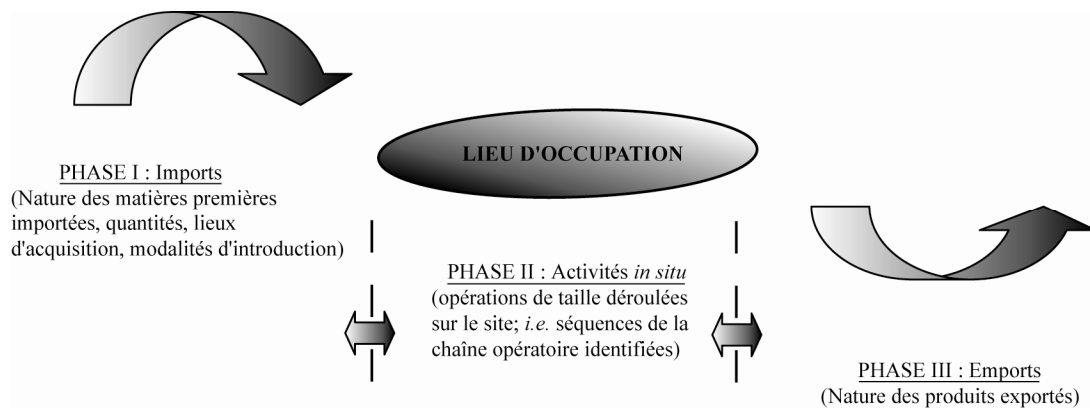 LIEU D'OCCUPATION
PHASE I : Imports
(Nature des matières premières
importées, quantités, lieux
d'acquisition, modalités d'introduction)
PHASE II : Activités in situ
(opérations de taille déroulées
sur le site; i.e. séquences de la
chaîne opératoire identifiées)
PHASE III : Emports
(Nature des produits exportés)